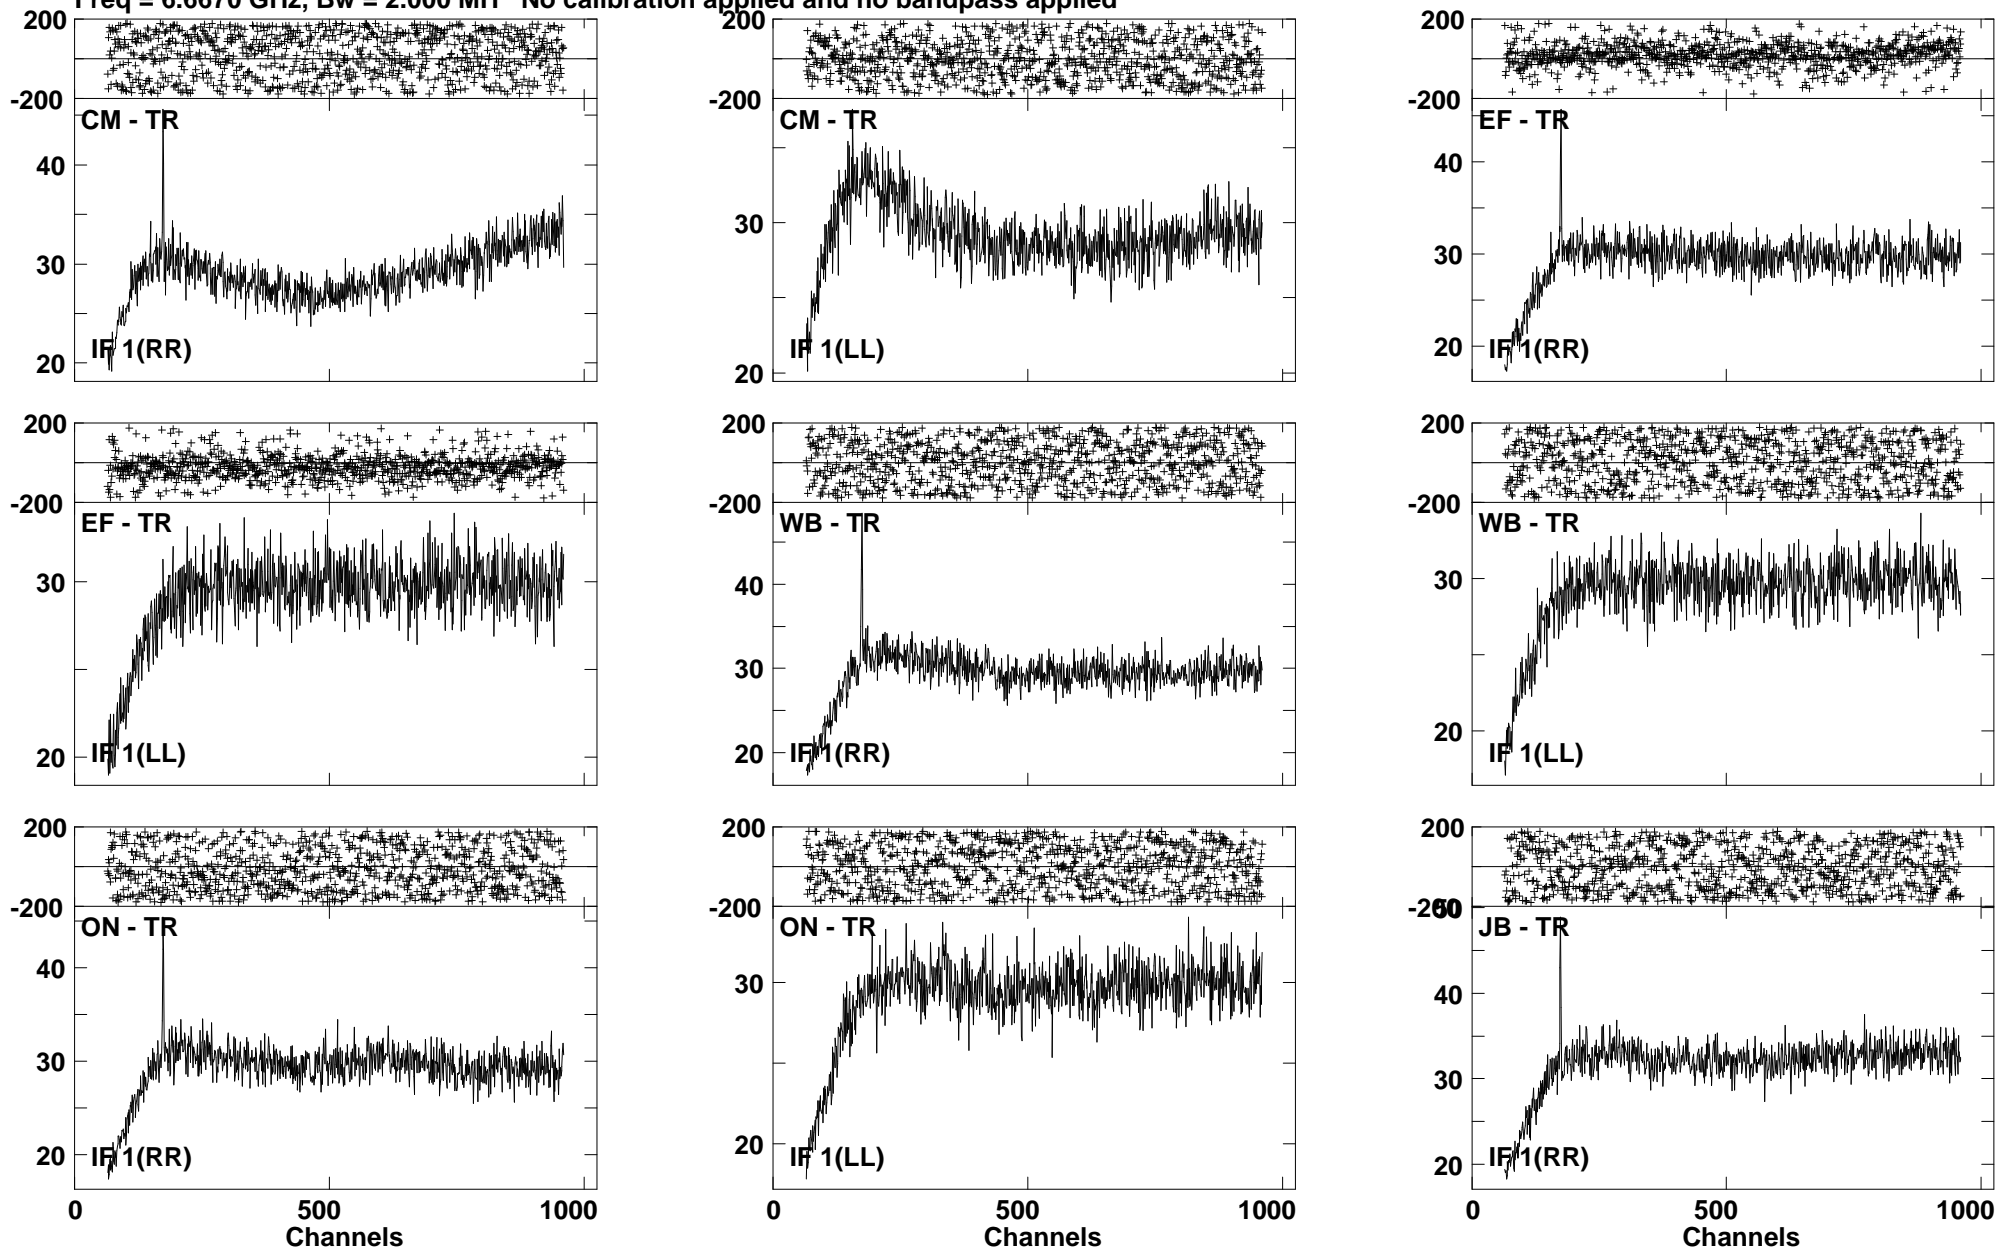 Freq = 6.6670 GHz, Bw = 2.000 MH No calibration applied and no bandpass applied
200
-200
CM - TR
40
30
20
IF 1(RR)
200
-200
CM - TR
30
20
IF 1(LL)
200
-200
EF - TR
40
30
20
IF 1(RR)
200
-200
EF - TR
30
20
IF 1(LL)
200
-200
WB - TR
40
30
20
IF 1(RR)
200
-200
WB - TR
30
20
IF 1(LL)
200
-200
ON - TR
40
30
20
IF 1(RR)
0 500 1000
Channels
200
-200
ON - TR
30
20
IF 1(LL)
0 500 1000
Channels
200
-200
50
JB - TR
40
30
20
IF 1(RR)
0 500 1000
Channels